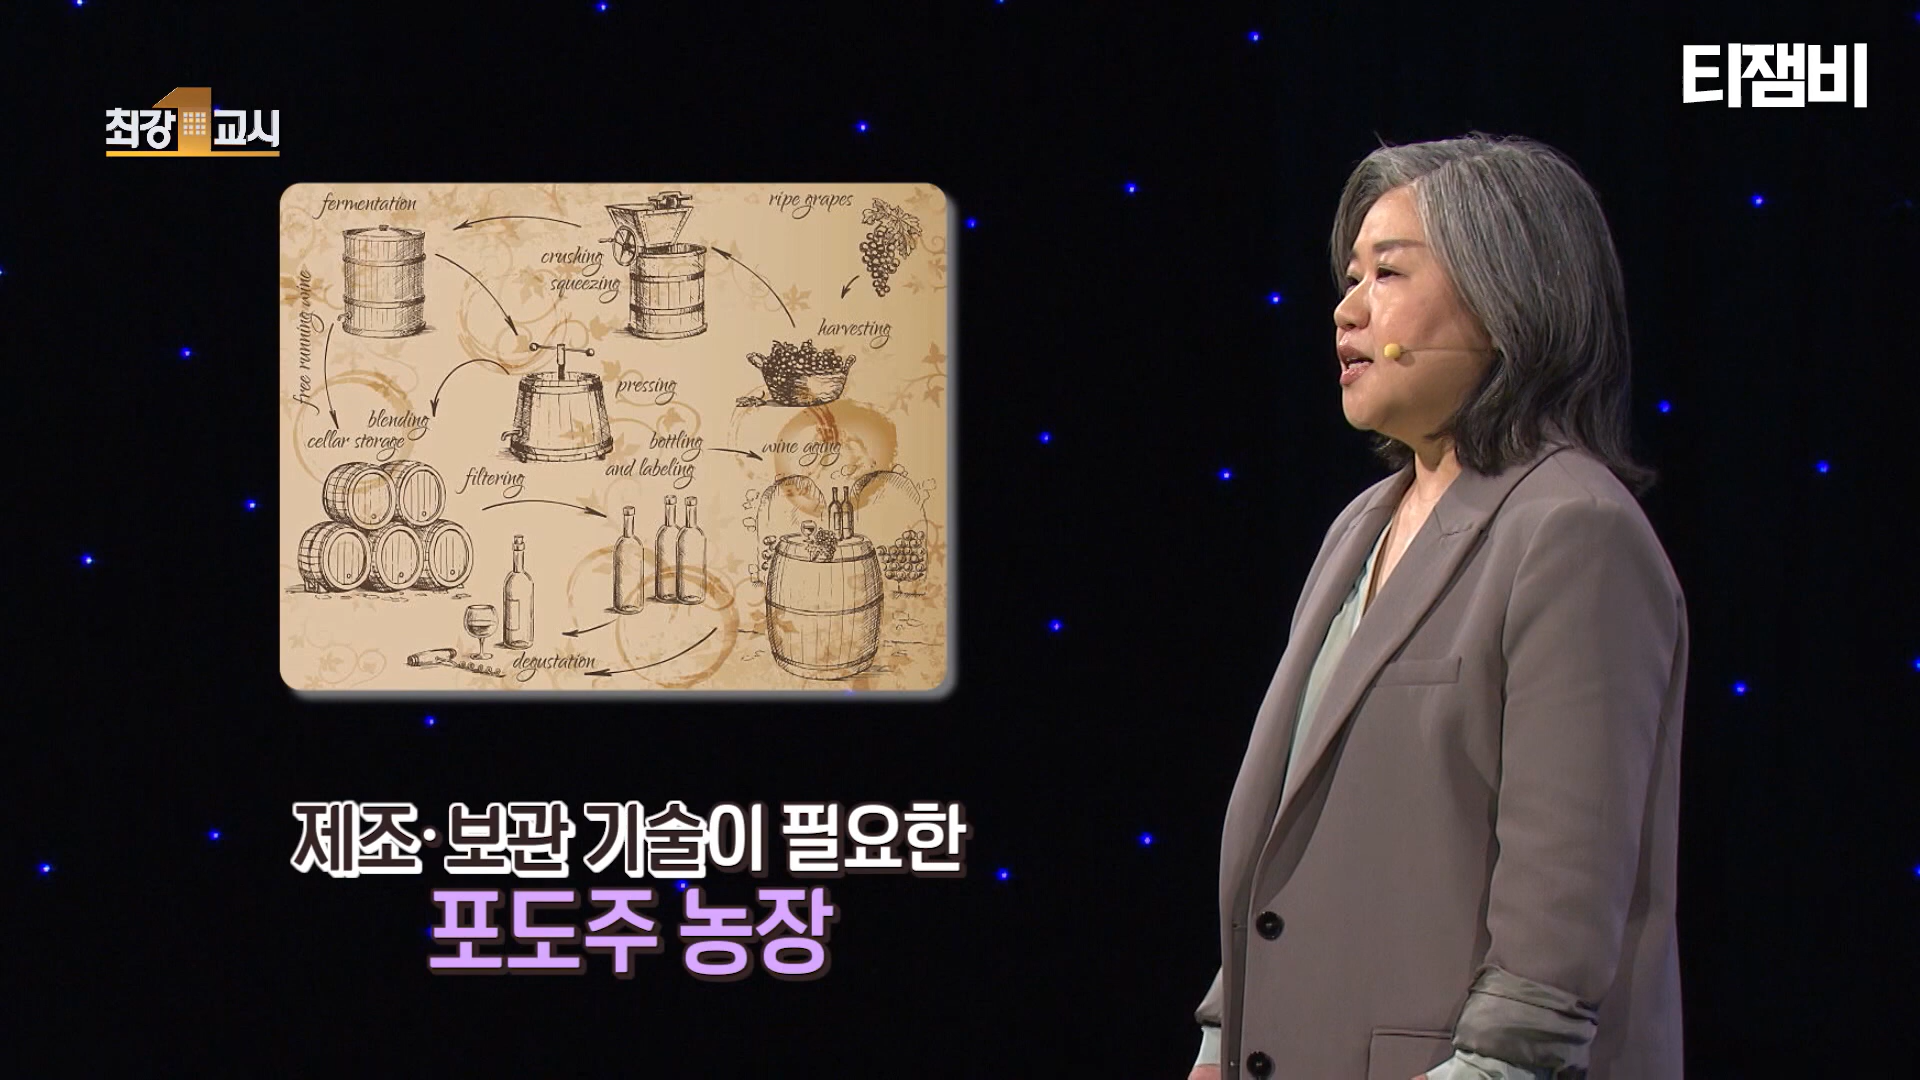 티잼비
최강1교시
fermentation
ripe grapes
crushing
squeezing
free running wine
harvesting
pressing
blending
cellar storage
bottling
and labeling
wine aging
filtering
degustation
제조·보관 기술이 필요한
포도주 농장